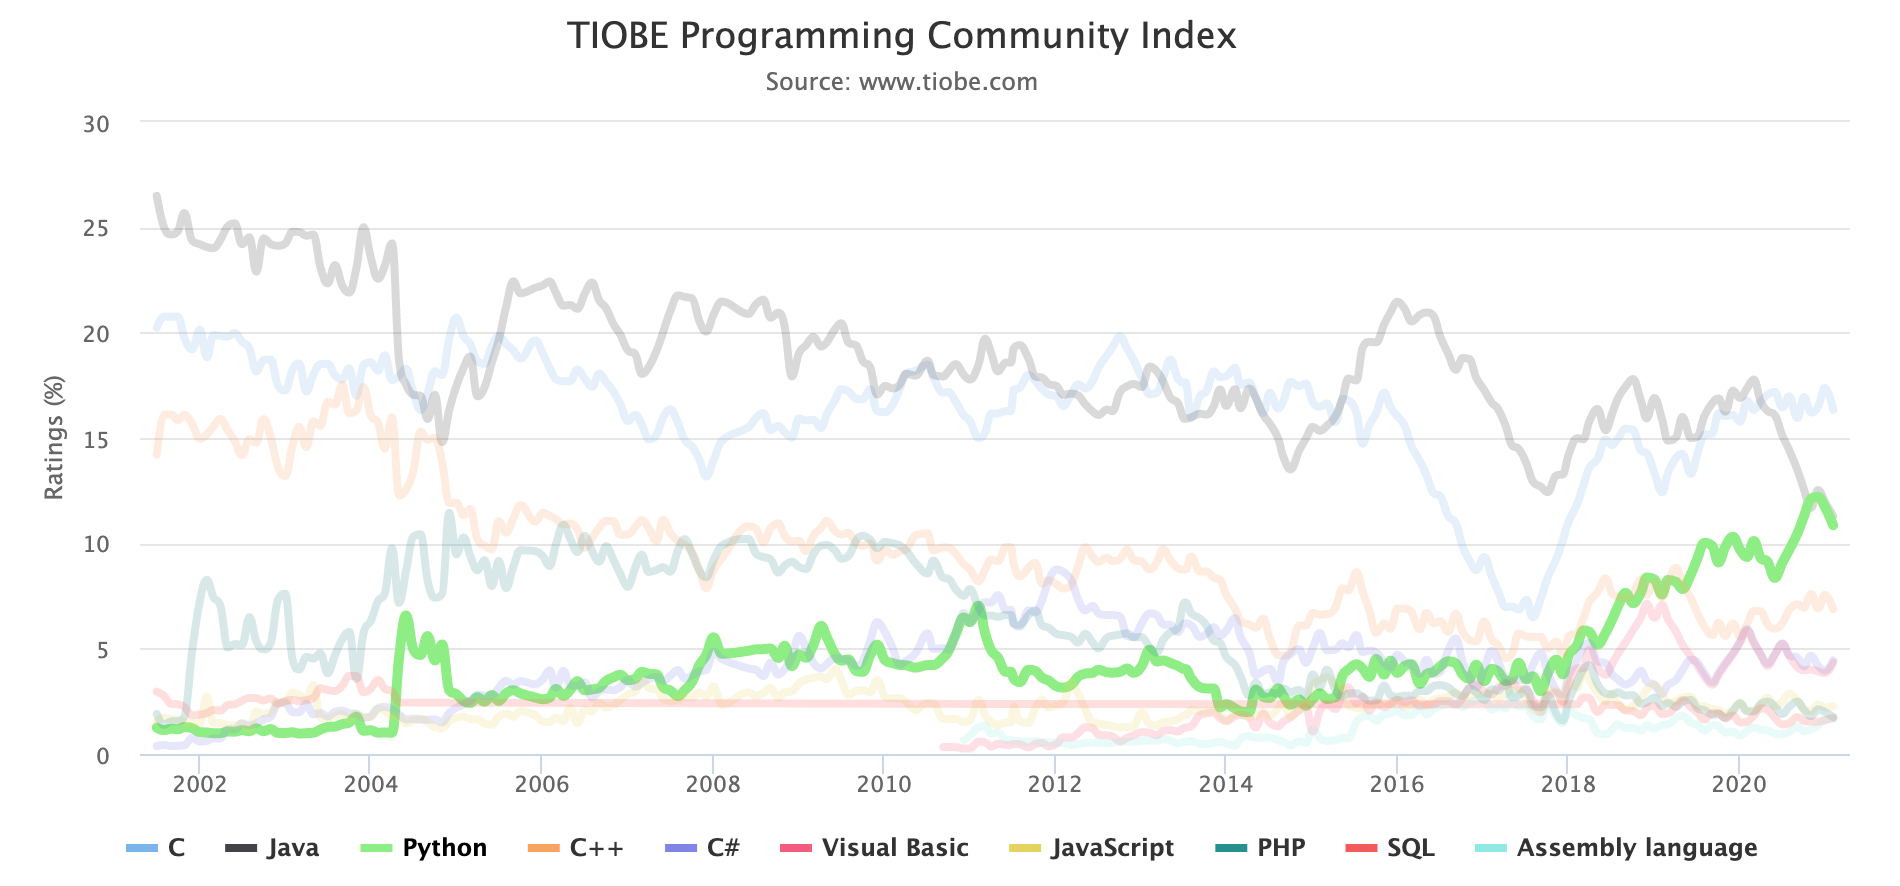 TIOBE Programming Community Index
Source: www.tiobe.com
Ratings (%)
30
25
20
15
10
5
0
2002 2004 2006 2008 2010 2012 2014 2016 2018 2020
C Java Python C++ C# Visual Basic JavaScript PHP SQL Assembly language